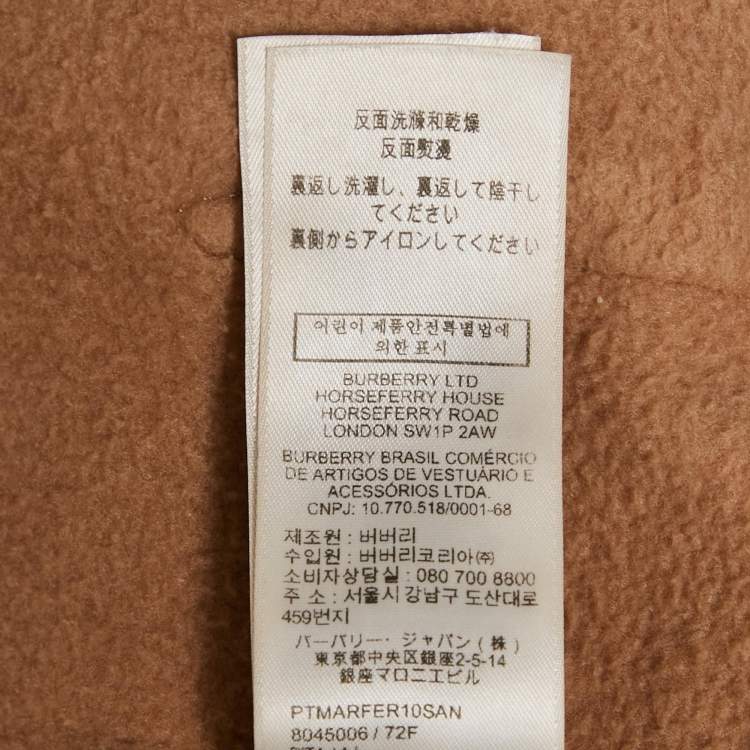 反面洗滌和乾燥
反面熨燙
裏返し洗濯し、裏返して陰干し
てください
裏側からアイロンしてください
어린이 제품안전특별법에
의한 표시
BURBERRY LTD
HORSEFERRY HOUSE
HORSEFERRY ROAD
LONDON SW1P 2AW
BURBERRY BRASIL COMÉRCIO
DE ARTIGOS DE VESTUÁRIO E
ACESSÓRIOS LTDA.
CNPJ: 10.770.518/0001-68
제조원 : 버버리
수입원 : 버버리코리아㈜
소비자상담실 : 080 700 8800
주 소 : 서울시 강남구 도산대로
459번지
バーバリー・ジャパン ( 株 )
東京都中央区銀座2-5-14
銀座マロニエビル
PTMARFER10SAN
8045006 / 72F